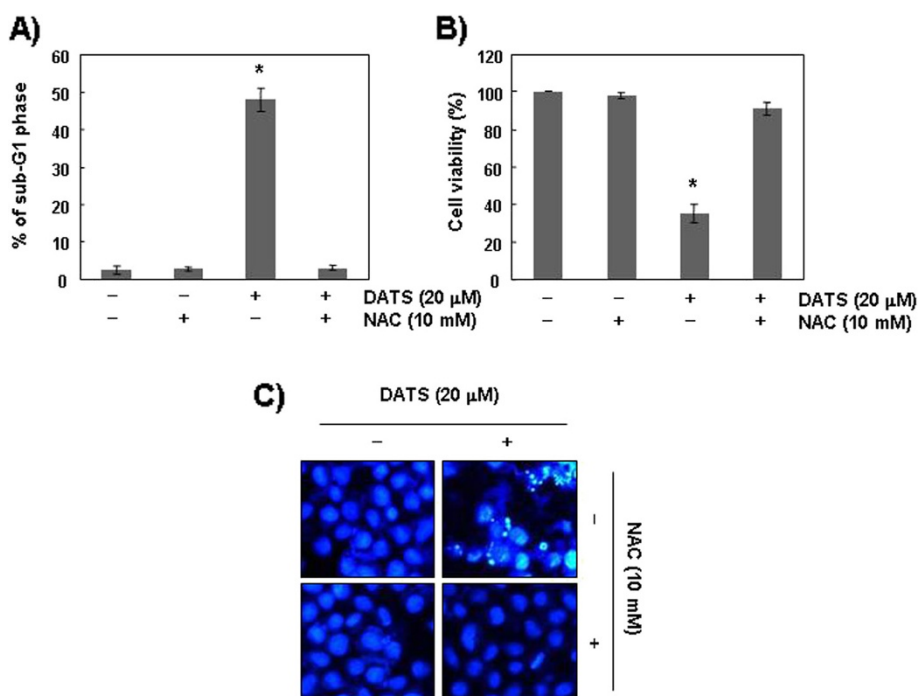 A)
% of sub-G1 phase
60
50
40
30
20
10
0
*
– – + + DATS (20 μM)
– + – + NAC (10 mM)
B)
Cell viability (%)
120
100
80
60
40
20
0
*
– – + + DATS (20 μM)
– + – + NAC (10 mM)
C)
DATS (20 μM)
– +
–
+
NAC (10 mM)